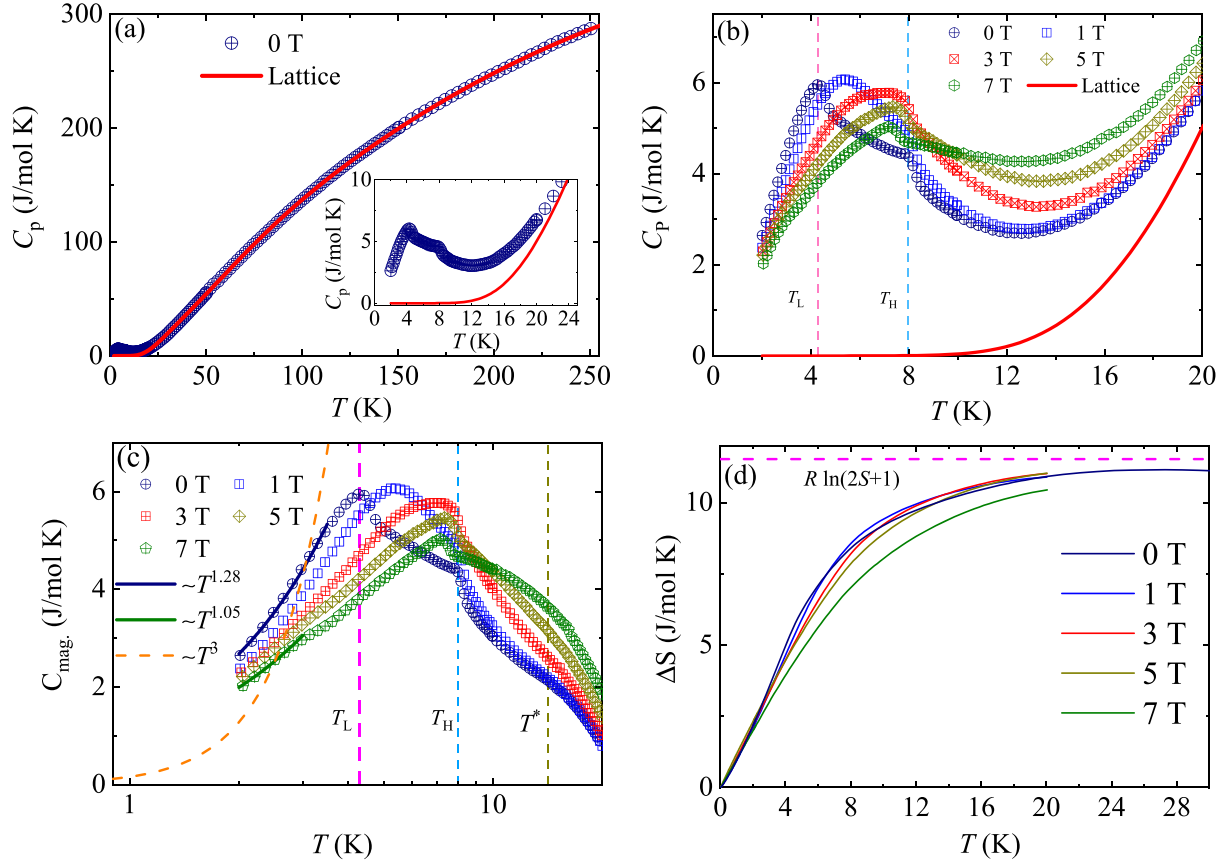 (a)
0 T
Lattice
C_p (J/mol K)
300
200
100
0
50
100
150
200
250
T (K)
C_p (J/mol K)
10
5
0
0
4
8
12
16
20
24
T (K)
(b)
0 T
1 T
3 T
5 T
7 T
Lattice
C_P (J/mol K)
6
4
2
0
T_L
T_H
0
4
8
12
16
20
T (K)
(c)
0 T
1 T
3 T
5 T
7 T
~T^1.28
~T^1.05
~T^3
C_mag. (J/mol K)
6
4
2
0
T_L
T_H
T^*
1
10
T (K)
(d)
R ln(2S+1)
0 T
1 T
3 T
5 T
7 T
ΔS (J/mol K)
10
5
0
0
4
8
12
16
20
24
28
T (K)